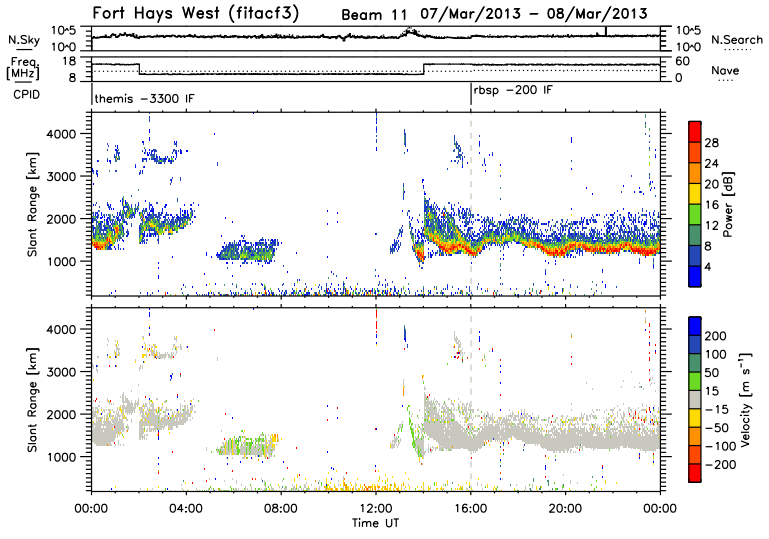 Fort Hays West (fitacf3) Beam 11 07/Mar/2013 − 08/Mar/2013
N.Sky 10^5 10^0 10^5 10^0 N.Search
Freq. [MHz] 18 8 60 0 Nave
CPID themis −3300 IF rbsp −200 IF
Slant Range [km]
4000
3000
2000
1000
28
24
20
16
12
8
4
Power [dB]
Slant Range [km]
4000
3000
2000
1000
200
100
50
15
−15
−50
−100
−200
Velocity [m s^-1]
00:00 04:00 08:00 12:00 16:00 20:00 00:00
Time UT